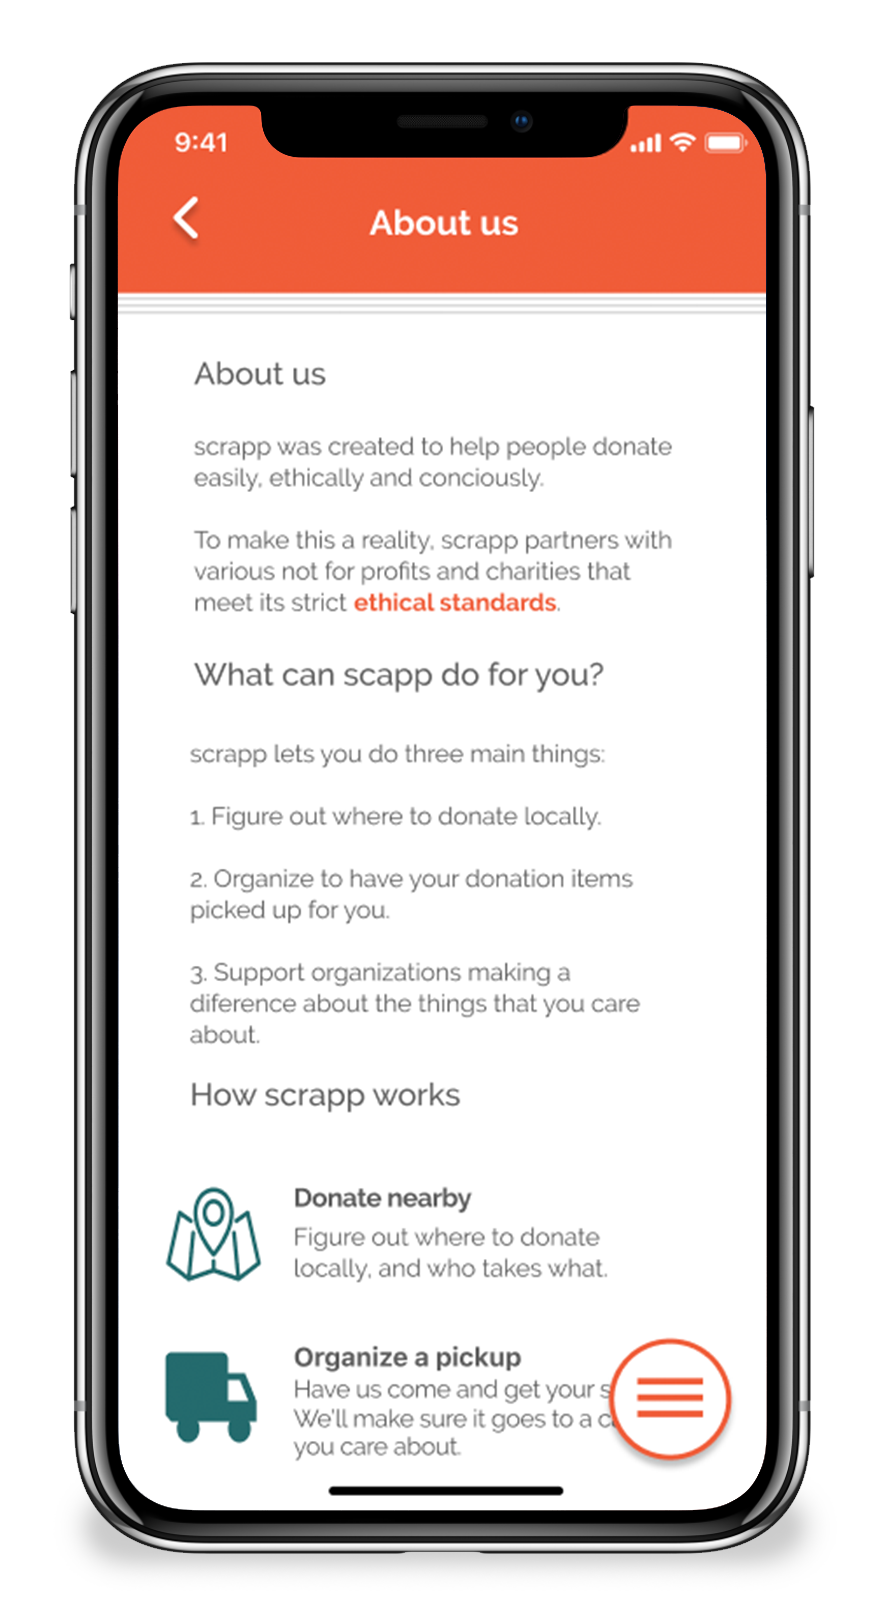 9:41
About us
About us
scrapp was created to help people donate
easily, ethically and conciously.
To make this a reality, scrapp partners with
various not for profits and charities that
meet its strict ethical standards.
What can scapp do for you?
scrapp lets you do three main things:
1. Figure out where to donate locally.
2. Organize to have your donation items
picked up for you.
3. Support organizations making a
diference about the things that you care
about.
How scrapp works
Donate nearby
Figure out where to donate
locally, and who takes what.
Organize a pickup
Have us come and get your
We'll make sure it goes to a
you care about.